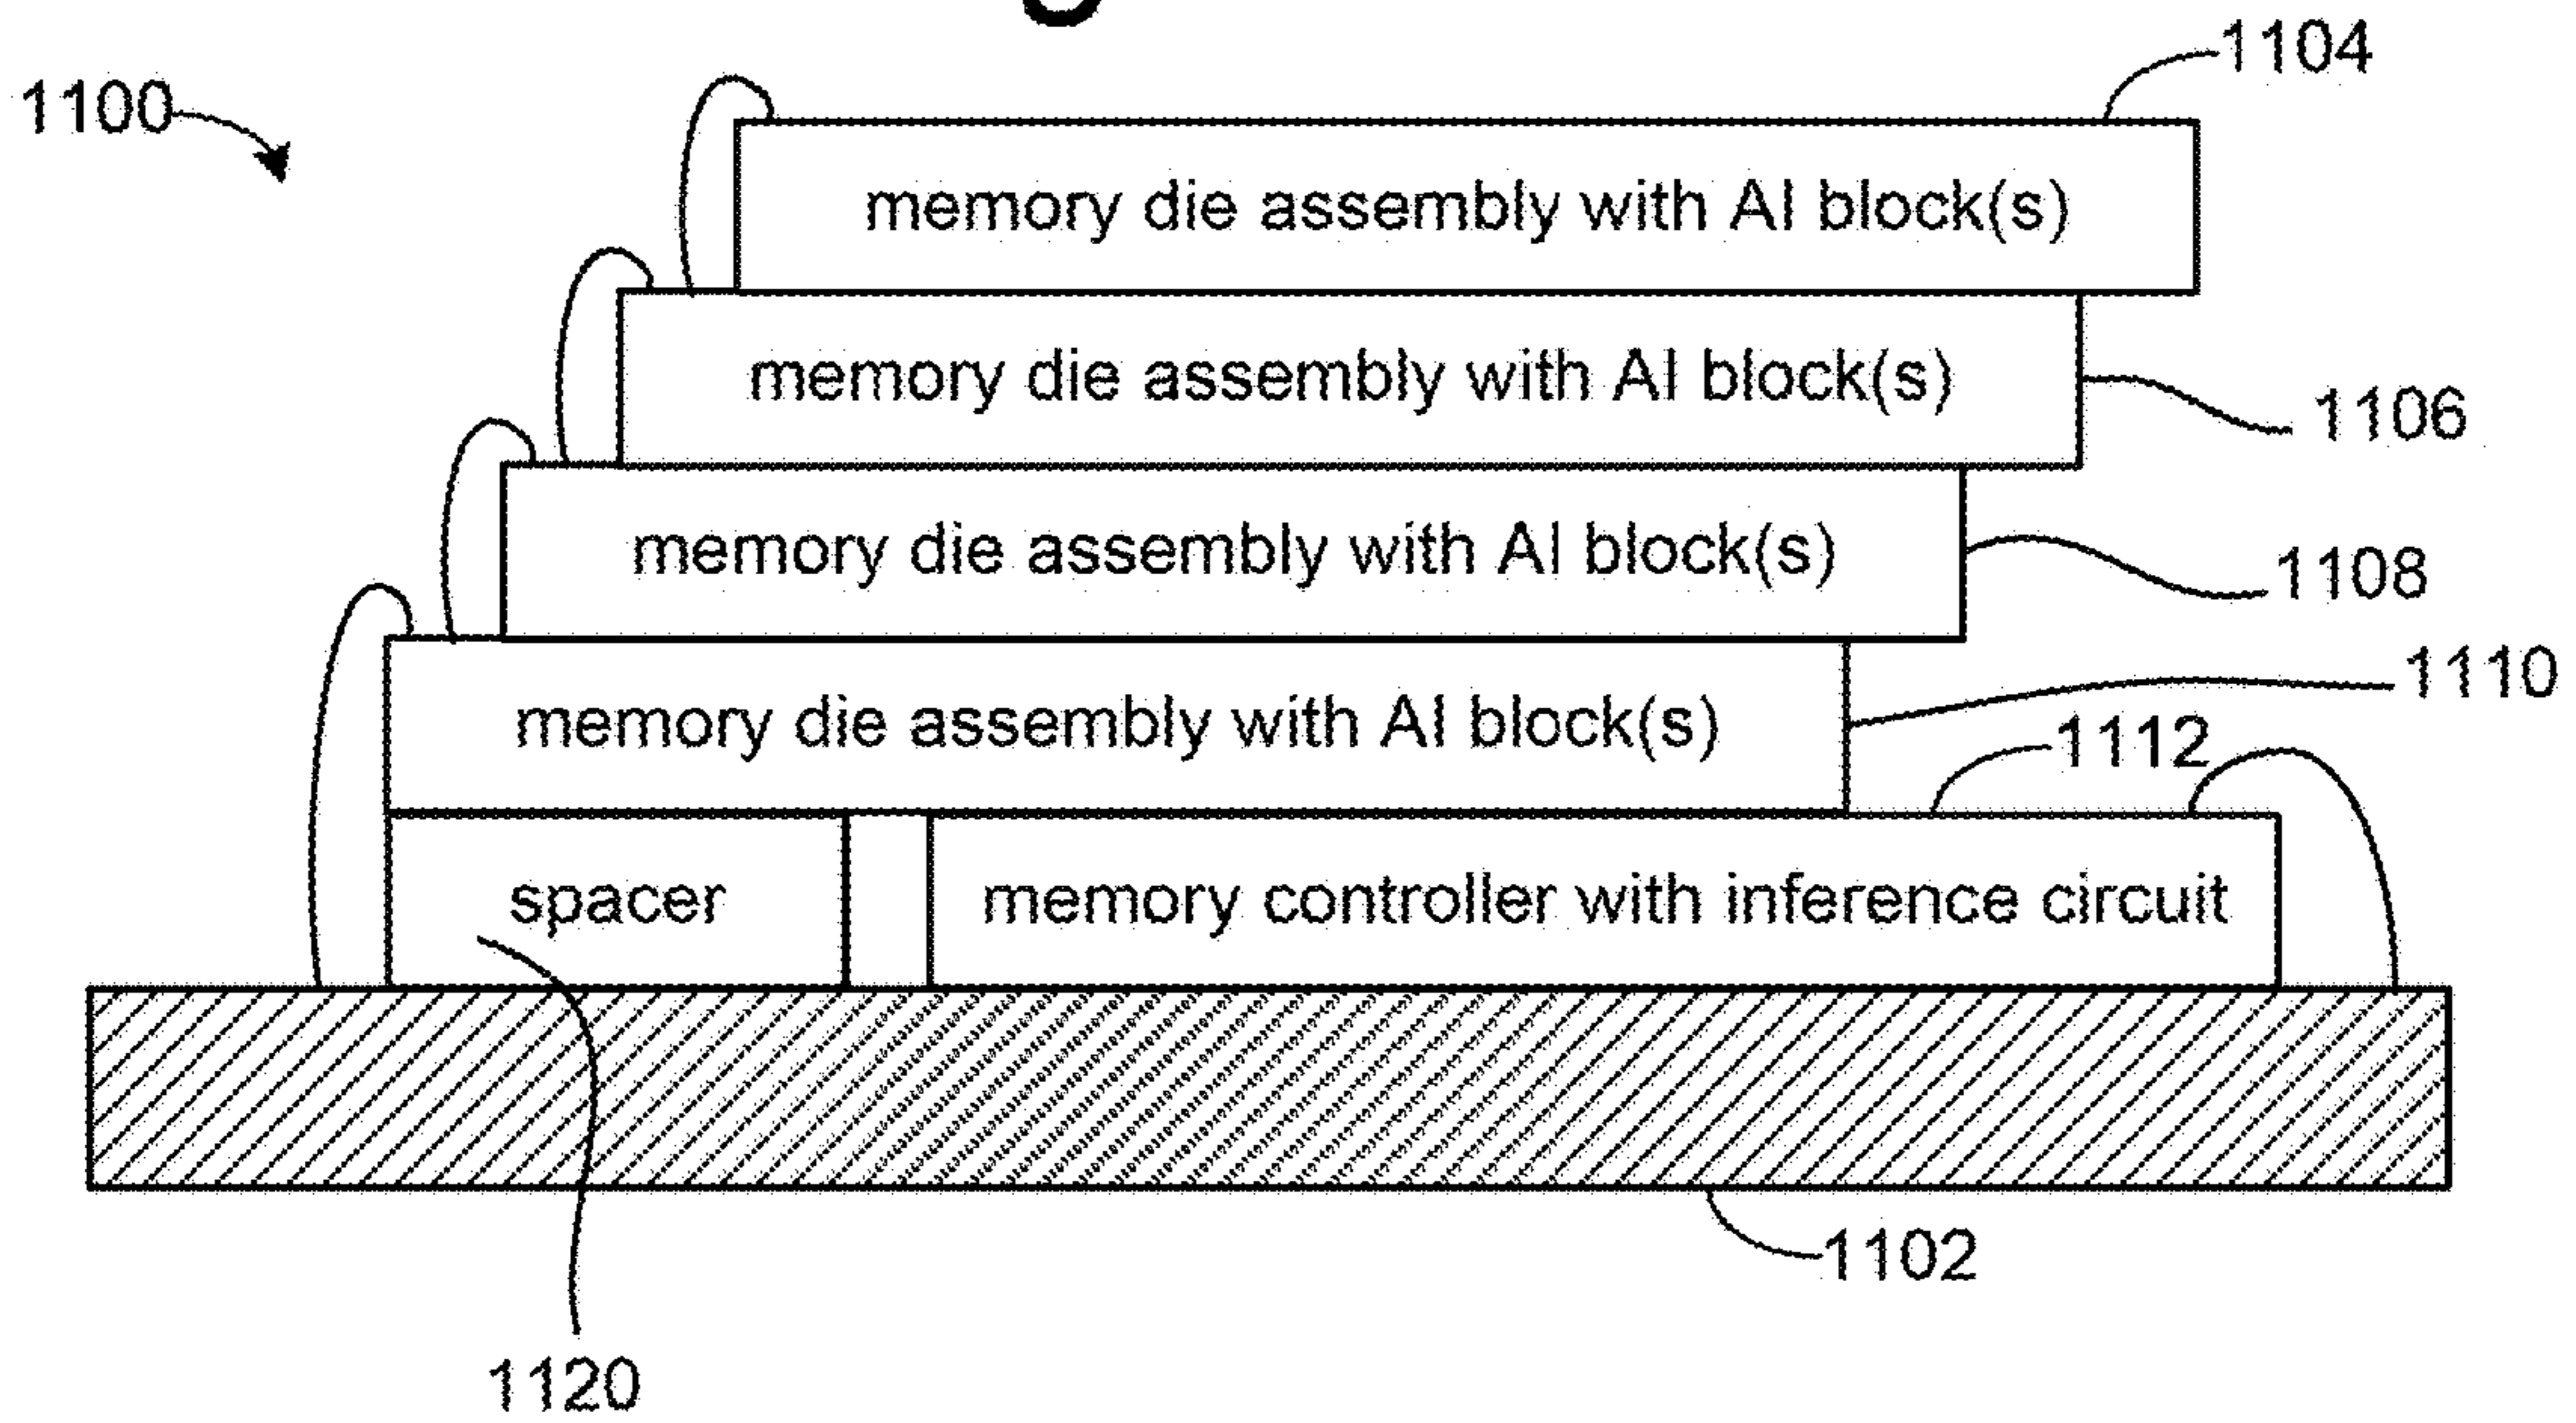 1104
1100
memory die assembly with AI block(s)
memory die assembly with AI block(s)
1106
memory die assembly with AI block(s)
1108
1110
memory die assembly with AI block(s)
1112
spacer
memory controller with inference circuit
1102
1120